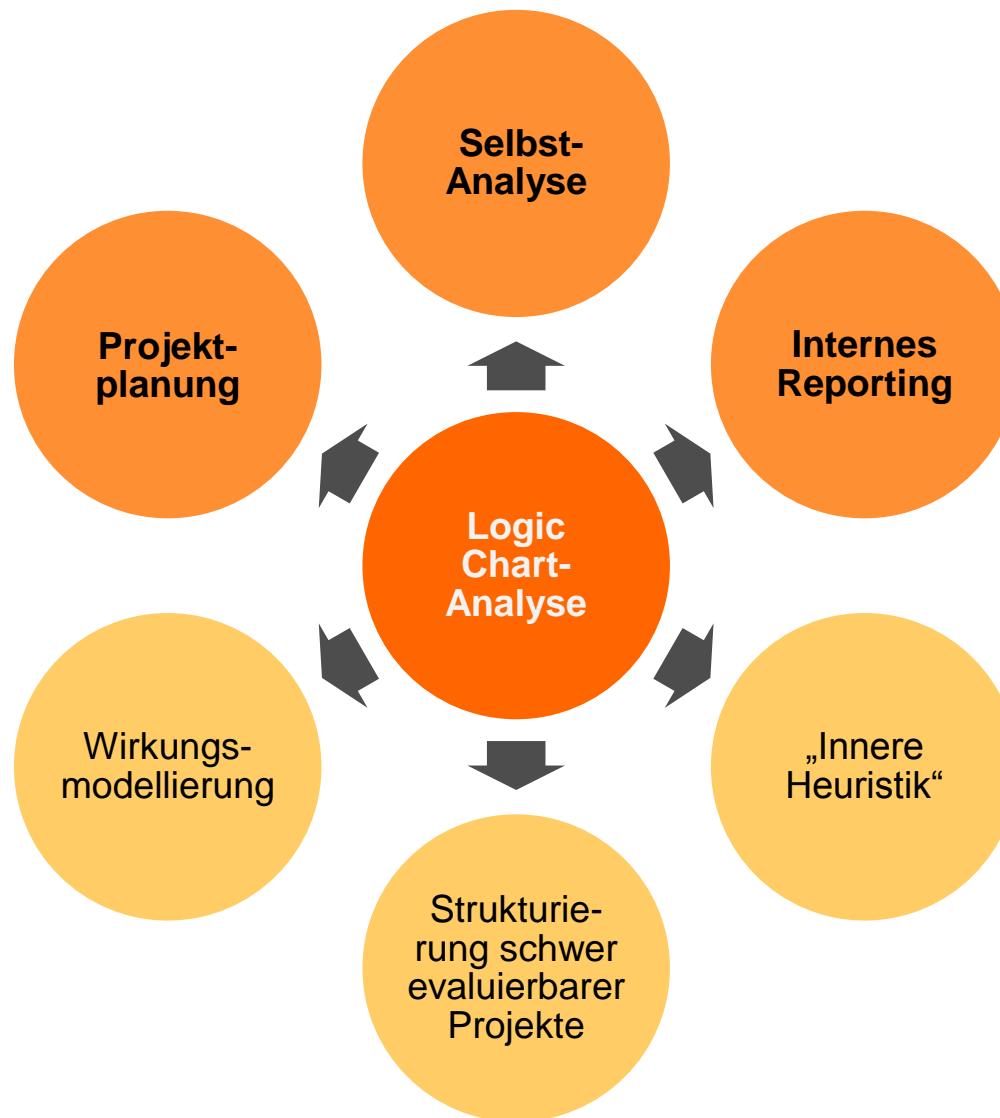 Selbst-
Analyse
Projekt-
planung
Internes
Reporting
Logic
Chart-
Analyse
Wirkungs-
modellierung
„Innere
Heuristik“
Strukturie-
rung schwer
evaluierbarer
Projekte